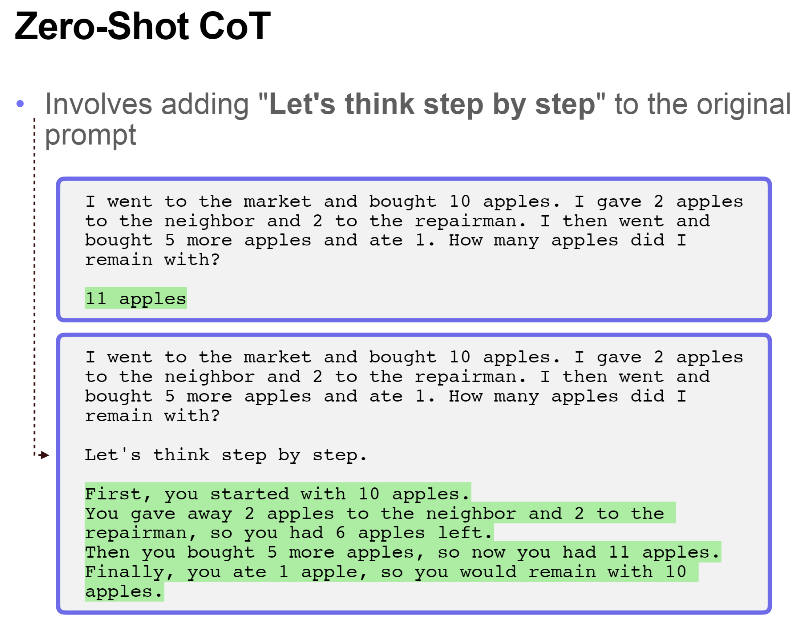 Zero-Shot CoT
• Involves adding "Let's think step by step" to the original
prompt
I went to the market and bought 10 apples. I gave 2 apples
to the neighbor and 2 to the repairman. I then went and
bought 5 more apples and ate 1. How many apples did I
remain with?
11 apples
I went to the market and bought 10 apples. I gave 2 apples
to the neighbor and 2 to the repairman. I then went and
bought 5 more apples and ate 1. How many apples did I
remain with?
Let's think step by step.
First, you started with 10 apples.
You gave away 2 apples to the neighbor and 2 to the
repairman, so you had 6 apples left.
Then you bought 5 more apples, so now you had 11 apples.
Finally, you ate 1 apple, so you would remain with 10
apples.